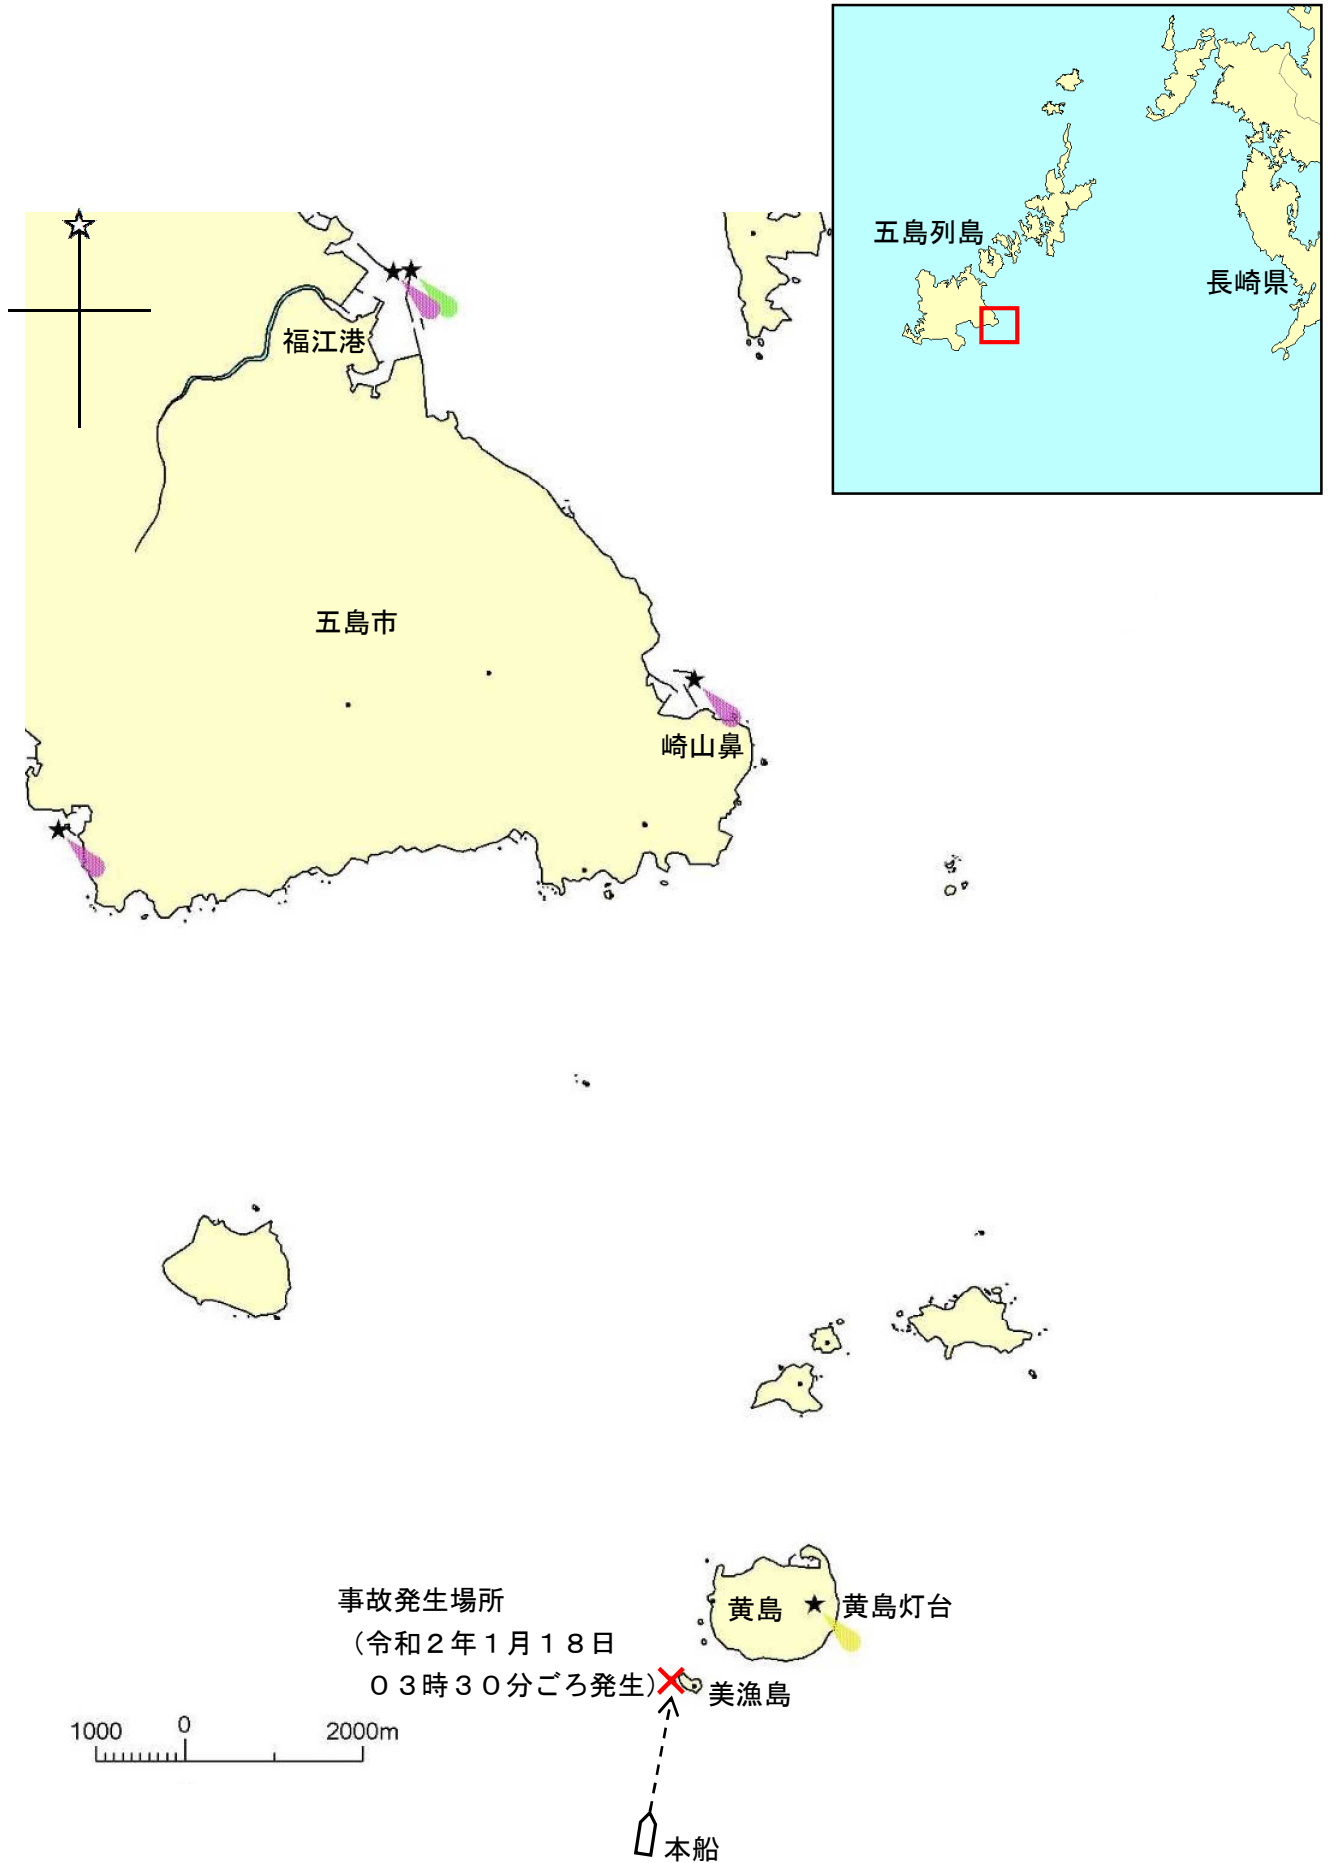 五島列島
長崎県
福江港
五島市
崎山鼻
事故発生場所
（令和２年１月１８日
０３時３０分ごろ発生）
黄島
黄島灯台
美漁島
1000 0 2000m
本船